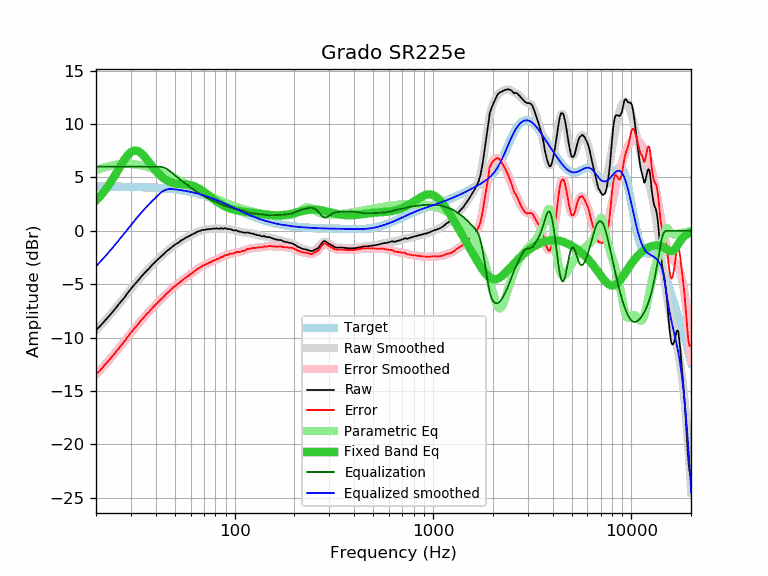 Grado SR225e
15
10
5
0
−5
−10
−15
−20
−25
Amplitude (dBr)
Target
Raw Smoothed
Error Smoothed
Raw
Error
Parametric Eq
Fixed Band Eq
Equalization
Equalized smoothed
100
1000
10000
Frequency (Hz)